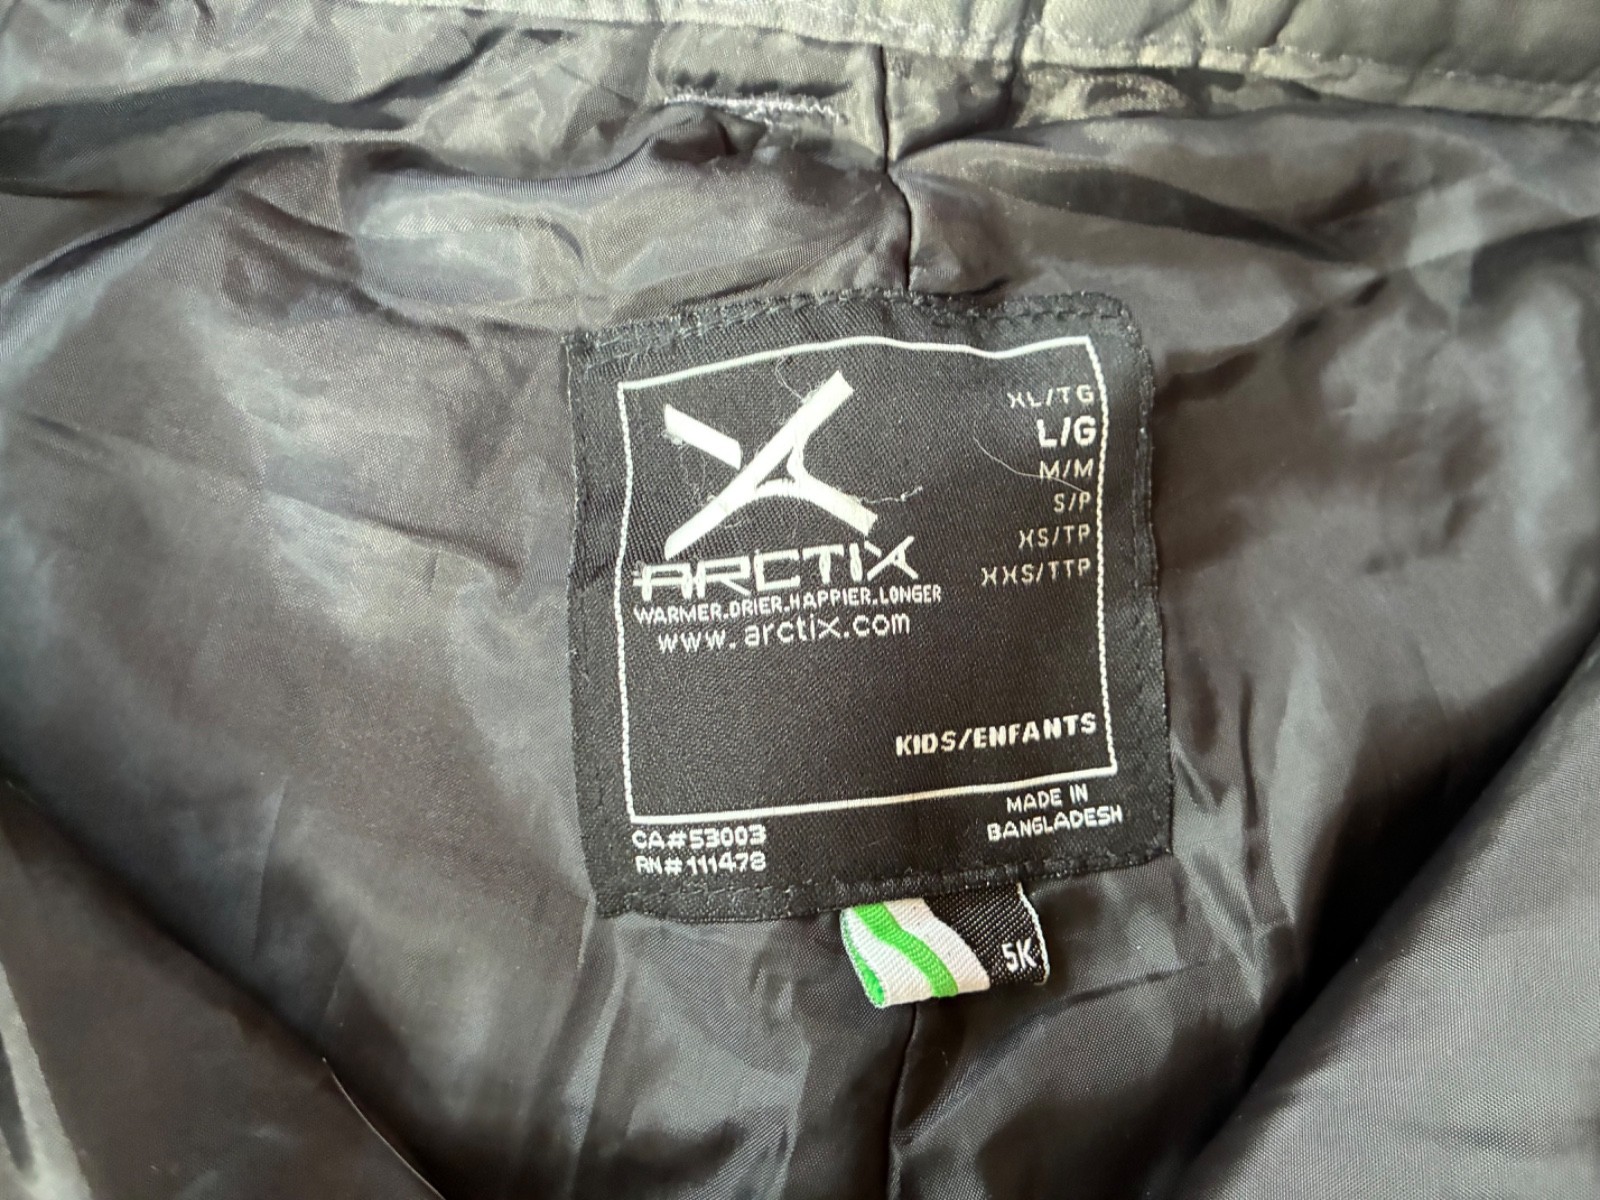 XL/TG
L/G
M/M
S/P
XS/TP
XXS/TTP
ARCTIX
WARMER.DRIER.HAPPIER.LONGER
www.arctix.com
KIDS/ENFANTS
MADE IN
BANGLADESH
CA#53003
RN#111478
5K